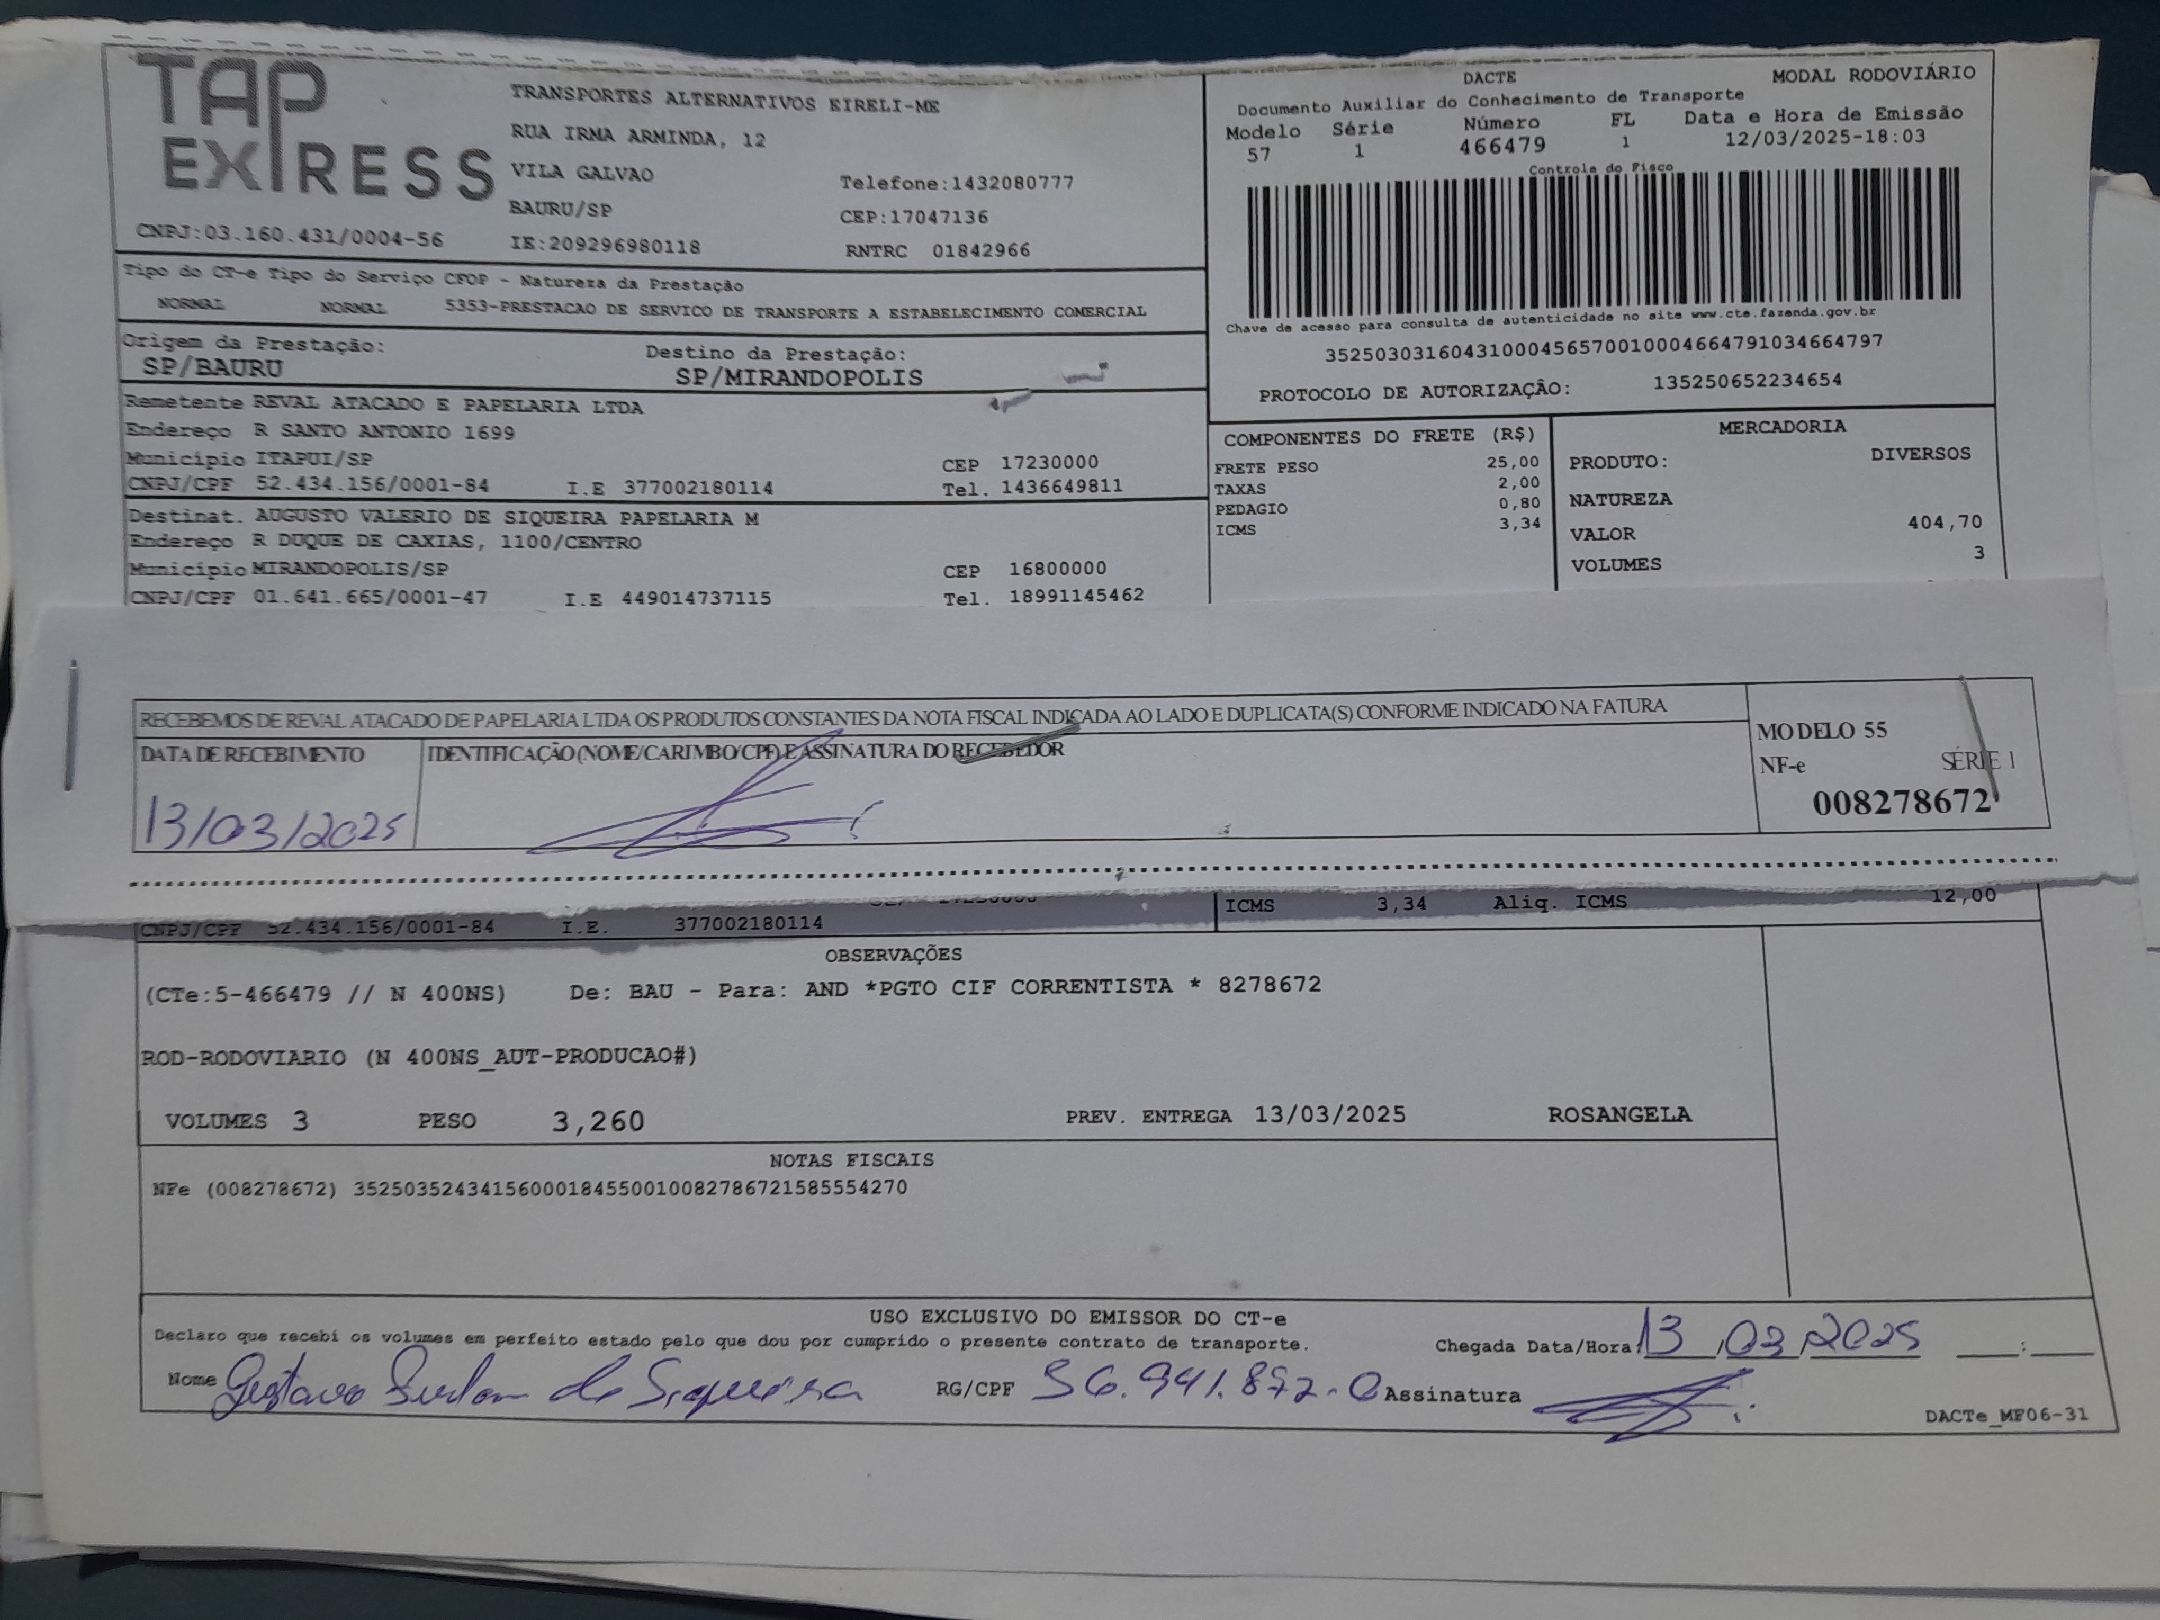 TAP EXPRESS
CNPJ:03.160.431/0004-56
TRANSPORTES ALTERNATIVOS EIRELI-ME
RUA IRMA ARMINDA, 12
VILA GALVAO Telefone:1432080777
BAURU/SP CEP:17047136
IE:209296980118 RNTRC 01842966
DACTE MODAL RODOVIÁRIO
Documento Auxiliar do Conhecimento de Transporte
Modelo Série Número FL Data e Hora de Emissão
57 1 466479 1 12/03/2025-18:03
Controle do Fisco
Chave de acesso para consulta de autenticidade no site www.cte.fazenda.gov.br
35250303160431000456570010004664791034664797
PROTOCOLO DE AUTORIZAÇÃO: 135250652234654
Tipo do CT-e Tipo do Serviço CFOP - Natureza da Prestação
NORMAL NORMAL 5353-PRESTACAO DE SERVICO DE TRANSPORTE A ESTABELECIMENTO COMERCIAL
Origem da Prestação: Destino da Prestação:
SP/BAURU SP/MIRANDOPOLIS
Remetente REVAL ATACADO E PAPELARIA LTDA
Endereço R SANTO ANTONIO 1699
Município ITAPUI/SP CEP 17230000
CNPJ/CPF 52.434.156/0001-84 I.E 377002180114 Tel. 1436649811
Destinat. AUGUSTO VALERIO DE SIQUEIRA PAPELARIA M
Endereço R DUQUE DE CAXIAS, 1100/CENTRO
Município MIRANDOPOLIS/SP CEP 16800000
CNPJ/CPF 01.641.665/0001-47 I.E 449014737115 Tel. 18991145462
COMPONENTES DO FRETE (R$)
FRETE PESO 25,00
TAXAS 2,00
PEDAGIO 0,80
ICMS 3,34
MERCADORIA
PRODUTO: DIVERSOS
NATUREZA
VALOR 404,70
VOLUMES 3
RECEBEMOS DE REVAL ATACADO DE PAPELARIA LTDA OS PRODUTOS CONSTANTES DA NOTA FISCAL INDICADA AO LADO E DUPLICATA(S) CONFORME INDICADO NA FATURA
DATA DE RECEBIMENTO IDENTIFICAÇÃO (NOME/CARIMBO/CPF) E ASSINATURA DO RECEBEDOR
13/03/2025
MODELO 55
NF-e SÉRIE 1
008278672
CNPJ/CPF 52.434.156/0001-84 I.E. 377002180114
ICMS 3,34 Aliq. ICMS 12,00
OBSERVAÇÕES
(CTe:5-466479 // N 400NS) De: BAU - Para: AND *PGTO CIF CORRENTISTA * 8278672
ROD-RODOVIARIO (N 400NS_AUT-PRODUCAO#)
VOLUMES 3 PESO 3,260 PREV. ENTREGA 13/03/2025 ROSANGELA
NOTAS FISCAIS
NFe (008278672) 35250352434156000184550010082786721585554270
USO EXCLUSIVO DO EMISSOR DO CT-e
Declaro que recebi os volumes em perfeito estado pelo que dou por cumprido o presente contrato de transporte. Chegada Data/Hora: 13/03/2025 __:__
Nome Gustavo de Siqueira RG/CPF 36.941.872-0 Assinatura
DACTe_MF06-31